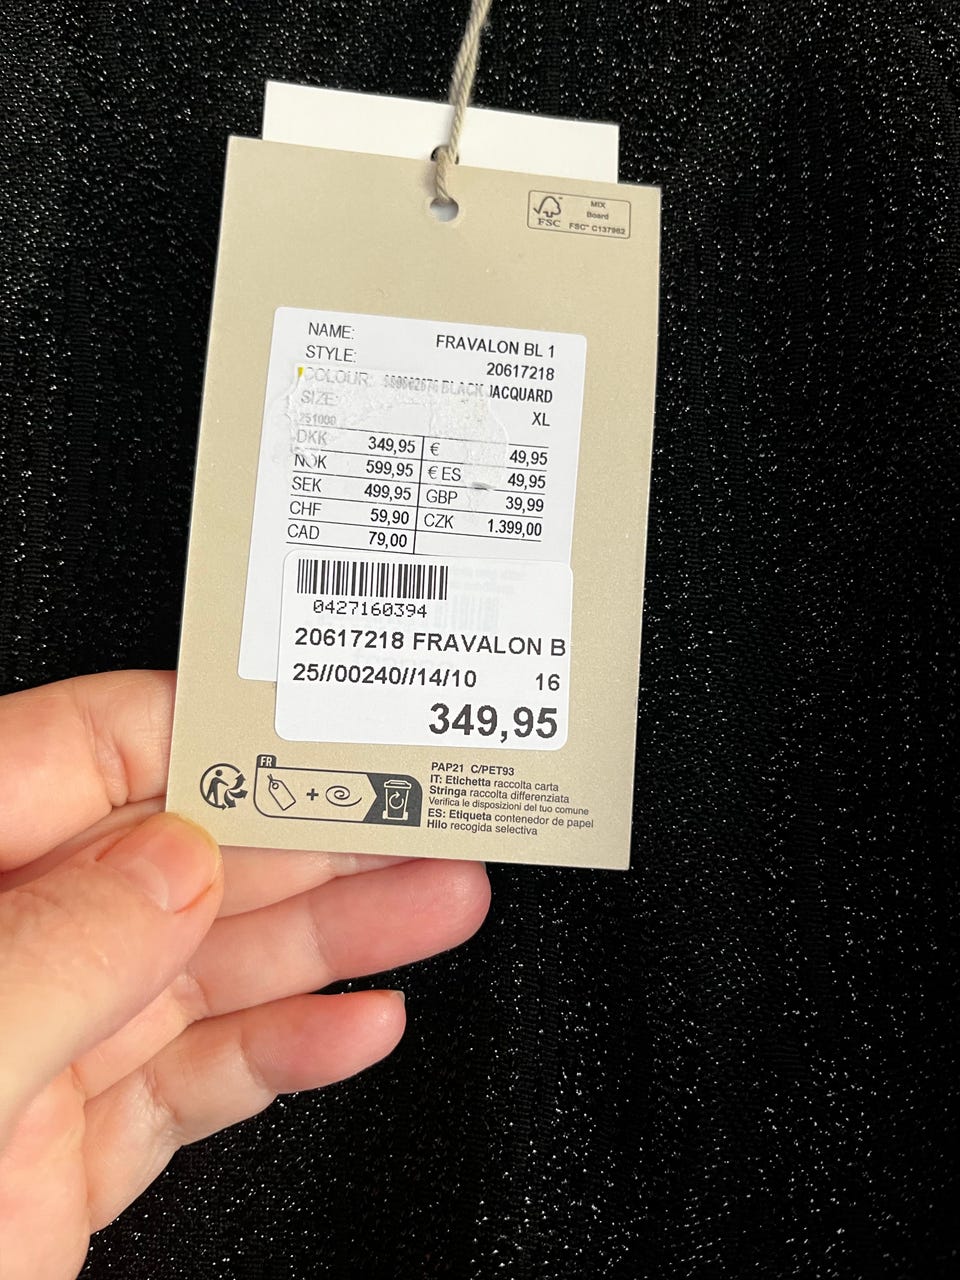 MIX
Board
FSC™ C137982
FSC
NAME: FRAVALON BL 1
STYLE: 20617218
COLOUR: BLACK JACQUARD
SIZE: XL
251000
DKK 349,95 € 49,95
NOK 599,95 € ES 49,95
SEK 499,95 GBP 39,99
CHF 59,90 CZK 1.399,00
CAD 79,00
0427160394
20617218 FRAVALON B
25//00240//14/10 16
349,95
FR
PAP21 C/PET93
IT: Etichetta raccolta carta
Stringa raccolta differenziata
Verifica le disposizioni del tuo comune
ES: Etiqueta contenedor de papel
Hilo recogida selectiva